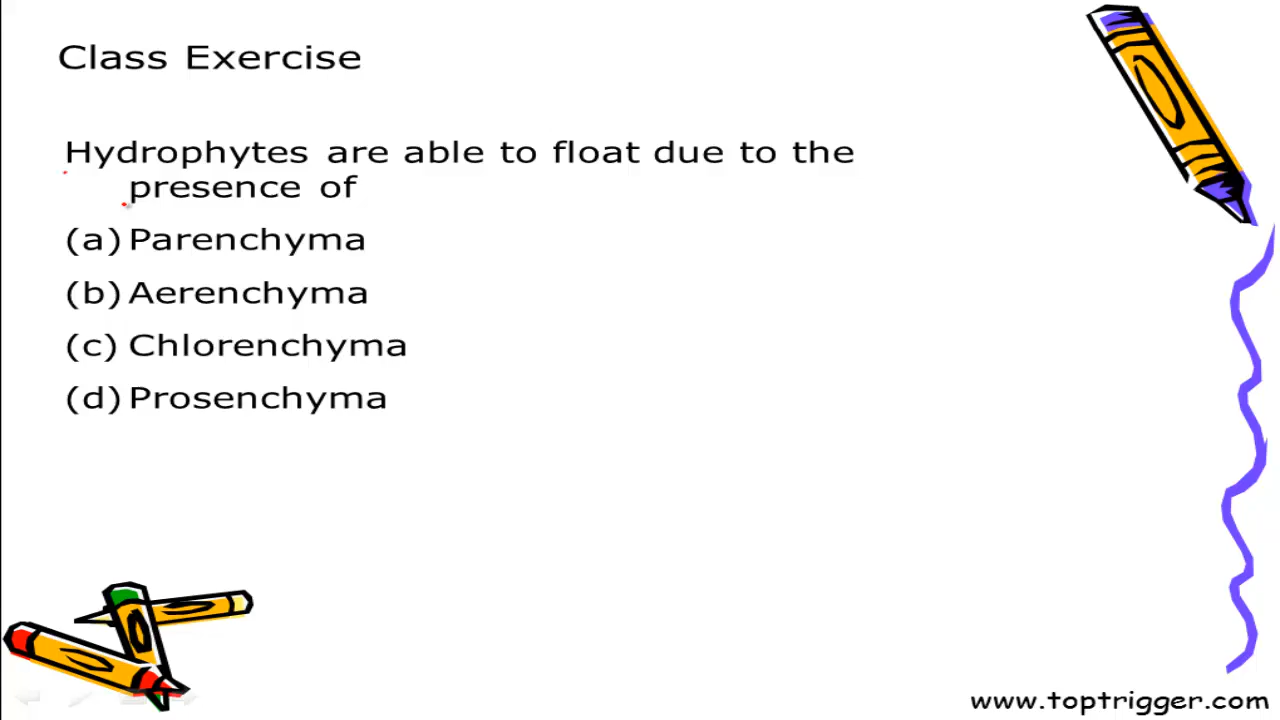 Class Exercise
Hydrophytes are able to float due to the
presence of
(a) Parenchyma
(b) Aerenchyma
(c) Chlorenchyma
(d) Prosenchyma
www.toptrigger.com